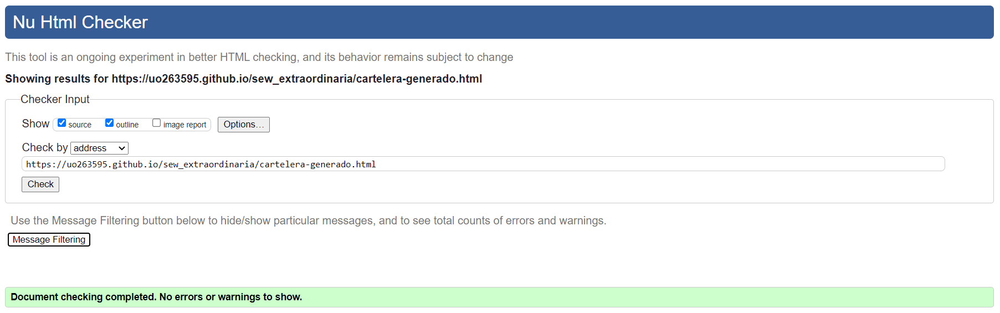 Nu Html Checker
This tool is an ongoing experiment in better HTML checking, and its behavior remains subject to change
Showing results for https://uo263595.github.io/sew_extraordinaria/cartelera-generado.html
Checker Input
Show source outline image report Options...
Check by address
https://uo263595.github.io/sew_extraordinaria/cartelera-generado.html
Check
Use the Message Filtering button below to hide/show particular messages, and to see total counts of errors and warnings.
Message Filtering
Document checking completed. No errors or warnings to show.